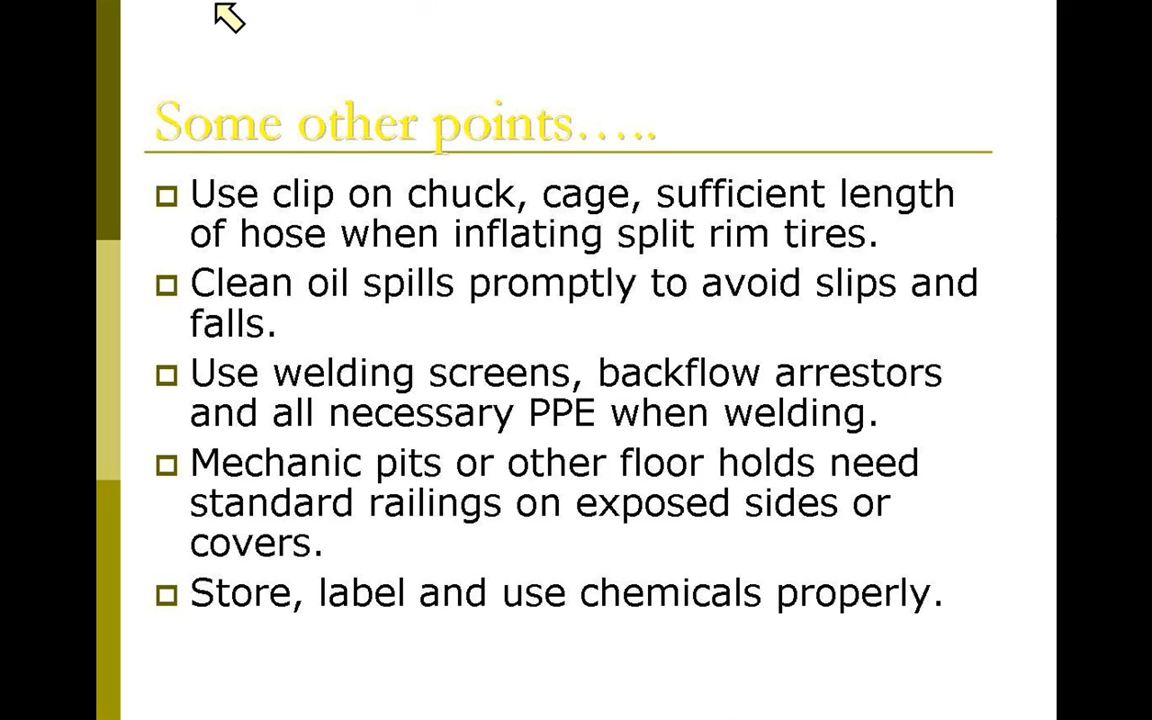 Some other points…..
Use clip on chuck, cage, sufficient length
of hose when inflating split rim tires.
Clean oil spills promptly to avoid slips and
falls.
Use welding screens, backflow arrestors
and all necessary PPE when welding.
Mechanic pits or other floor holds need
standard railings on exposed sides or
covers.
Store, label and use chemicals properly.